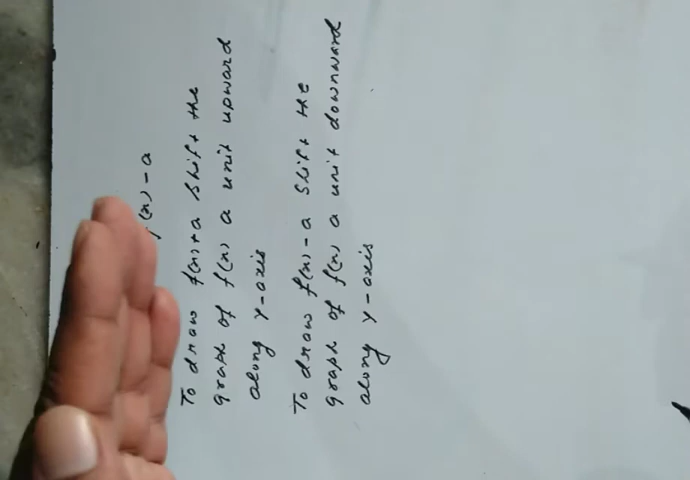 (x) - a
To draw f(x)+a shift the
graph of f(x) a unit upward
along y-axis
To draw f(x)-a shift the
graph of f(x) a unit downward
along y-axis